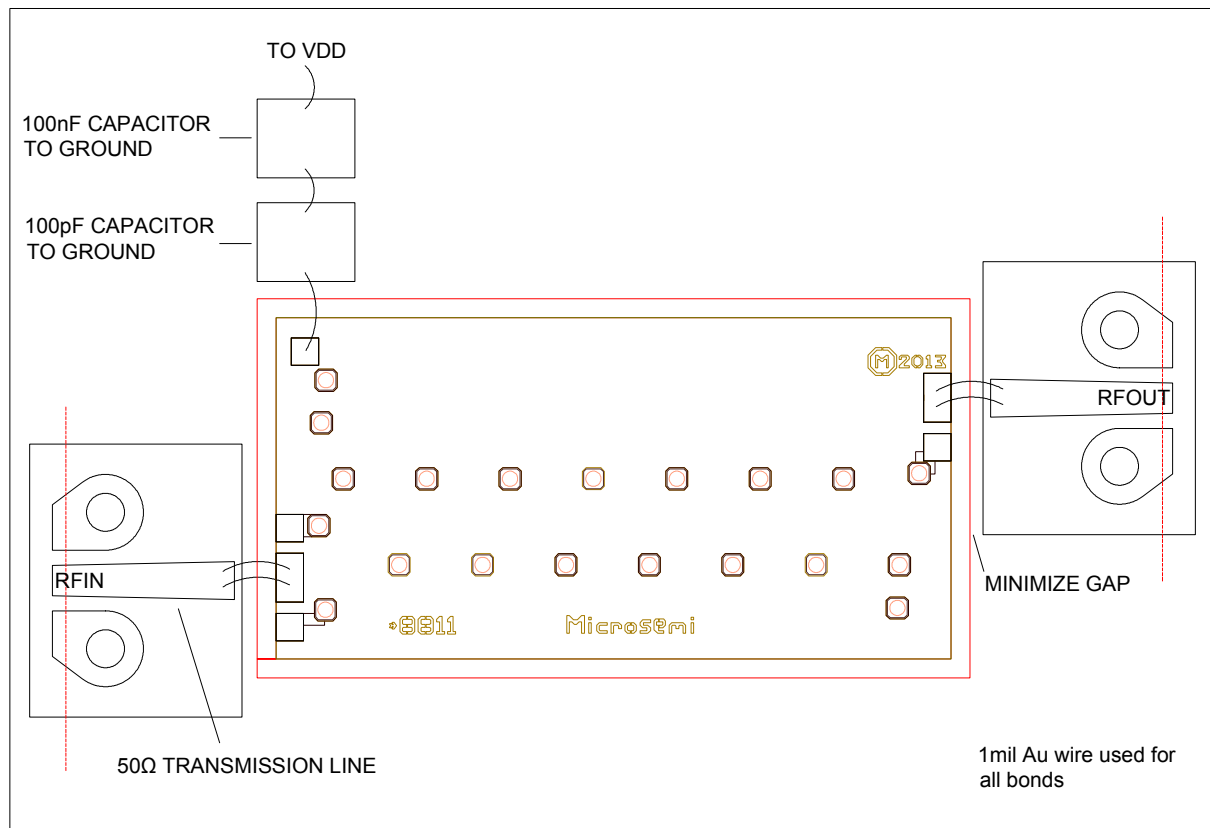 TO VDD
100nF CAPACITOR
TO GROUND
100pF CAPACITOR
TO GROUND
M 2013
RFOUT
RFIN
MINIMIZE GAP
8811
Microsemi
50Ω TRANSMISSION LINE
1mil Au wire used for
all bonds